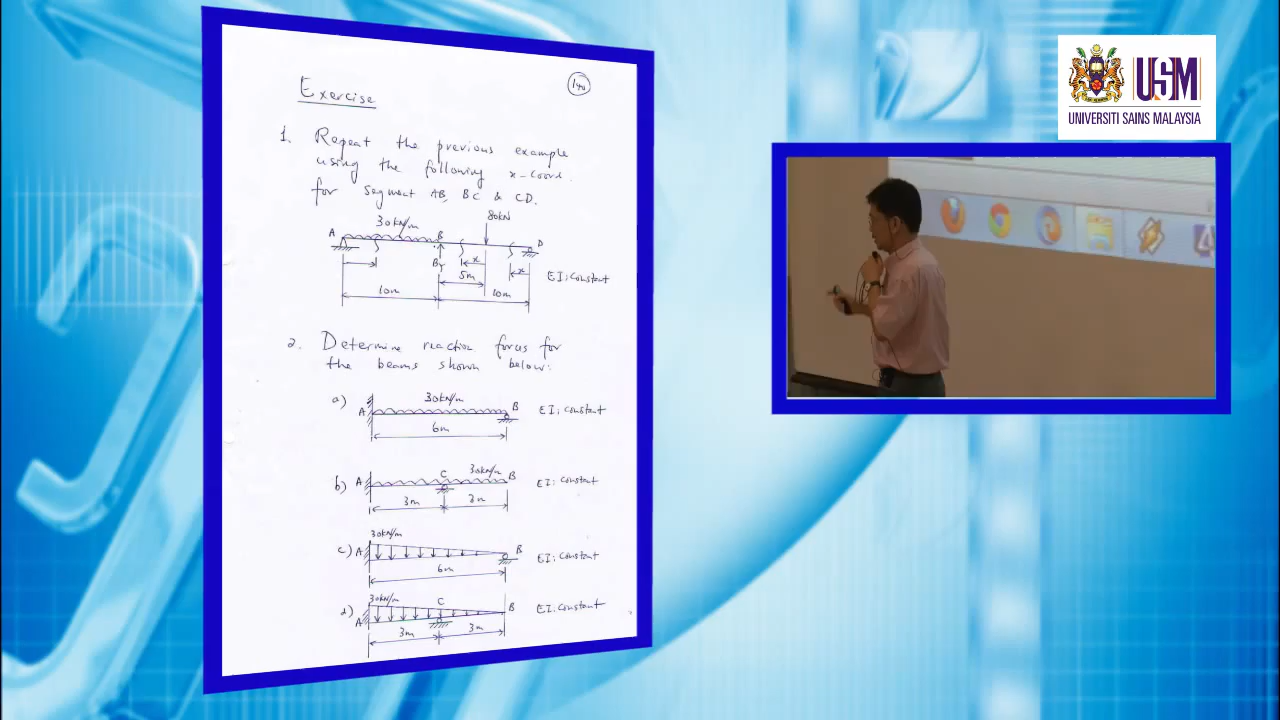 140
Exercise
1. Repeat the previous example
using the following x-coord.
for segment AB, BC & CD.
30kN/m
80kN
A
B
D
By
x
x
5m
10m
10m
EI: constant
2. Determine reaction forces for
the beams shown below:
a)
30kN/m
A
B
EI: constant
6m
b)
A
C
30kN/m
B
EI: constant
3m
3m
c)
30kN/m
A
B
EI: constant
6m
d)
30kN/m
A
C
B
EI: constant
3m
3m
USM
UNIVERSITI SAINS MALAYSIA